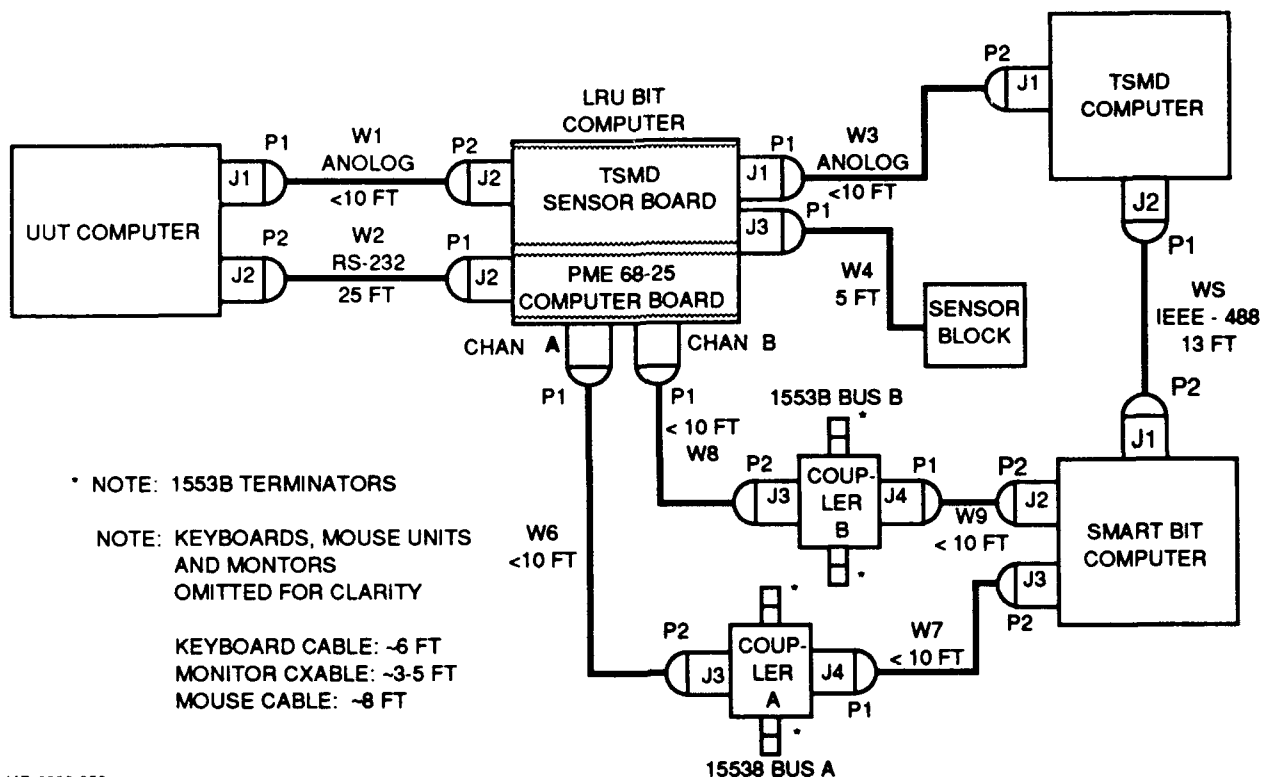 LRU BIT
COMPUTER
P2
J1
TSMD
COMPUTER
J2
P1
P1
W1
ANOLOG
<10 FT
P2
J1
J2
TSMD
SENSOR BOARD
J1
P1
W3
ANOLOG
<10 FT
J3
P1
UUT COMPUTER
J2
P2
W2
RS-232
25 FT
P1
J2
PME 68-25
COMPUTER BOARD
W4
5 FT
SENSOR
BLOCK
WS
IEEE - 488
13 FT
CHAN A
CHAN B
P1
P1
< 10 FT
W8
1553B BUS B
*
P2
J3
COUP-
LER
B
J4
P1
*
W9
< 10 FT
P2
J2
P2
J1
SMART BIT
COMPUTER
J3
P2
* NOTE: 1553B TERMINATORS
NOTE: KEYBOARDS, MOUSE UNITS
AND MONTORS
OMITTED FOR CLARITY
KEYBOARD CABLE: ~6 FT
MONITOR CXABLE: ~3-5 FT
MOUSE CABLE: ~8 FT
W6
<10 FT
*
P2
J3
COUP-
LER
A
J4
P1
W7
< 10 FT
*
15538 BUS A